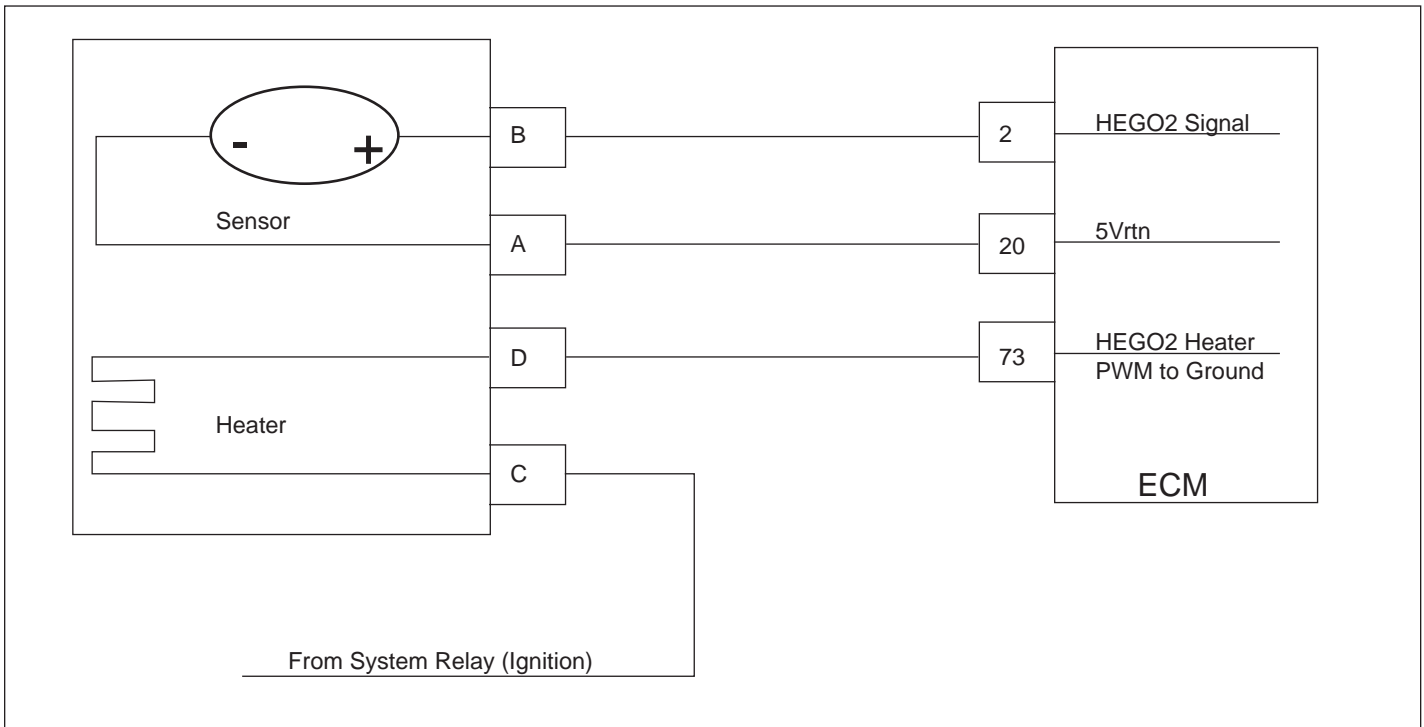 -
+
B
2
HEGO2 Signal
Sensor
A
20
5Vrtn
D
73
HEGO2 Heater
PWM to Ground
Heater
C
ECM
From System Relay (Ignition)